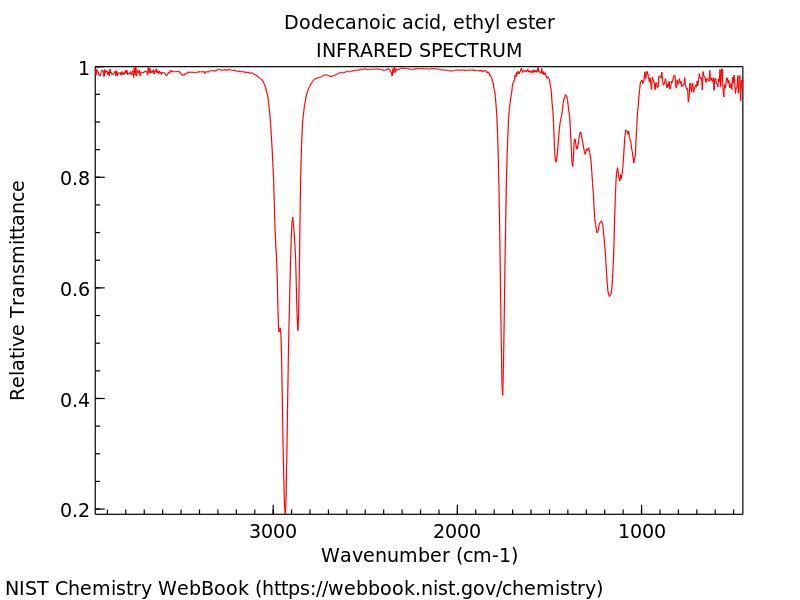 Dodecanoic acid, ethyl ester
INFRARED SPECTRUM
1
0.8
0.6
0.4
0.2
Relative Transmittance
3000
2000
1000
Wavenumber (cm-1)
NIST Chemistry WebBook (https://webbook.nist.gov/chemistry)